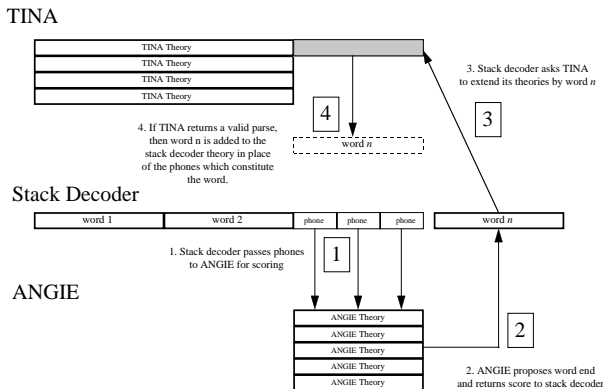 TINA
TINA Theory
TINA Theory
TINA Theory
TINA Theory
3. Stack decoder asks TINA
to extend its theories by word n
3
4
4. If TINA returns a valid parse,
then word n is added to the
stack decoder theory in place
of the phones which constitute
the word.
word n
Stack Decoder
word 1
word 2
phone
phone
phone
word n
1. Stack decoder passes phones
to ANGIE for scoring
1
ANGIE
ANGIE Theory
ANGIE Theory
ANGIE Theory
ANGIE Theory
ANGIE Theory
2
2. ANGIE proposes word end
and returns score to stack decoder